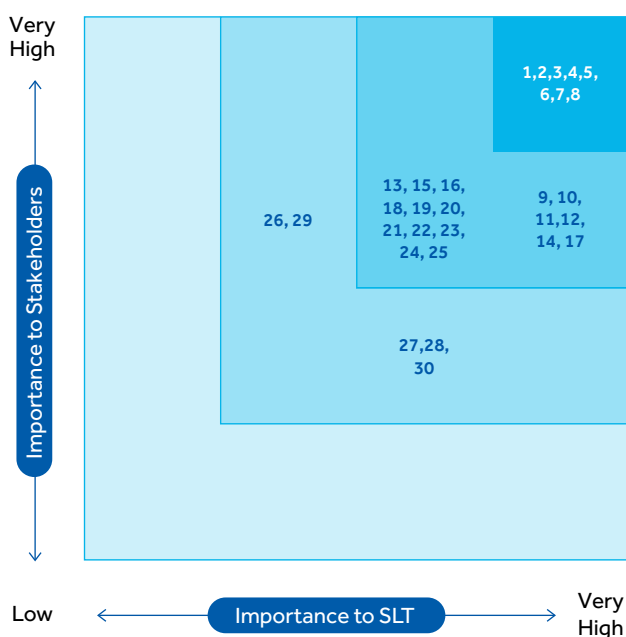 Very
High
1,2,3,4,5,
6,7,8
Importance to Stakeholders
26, 29
13, 15, 16,
18, 19, 20,
21, 22, 23,
24, 25
9, 10,
11,12,
14, 17
27,28,
30
Low
Importance to SLT
Very
High